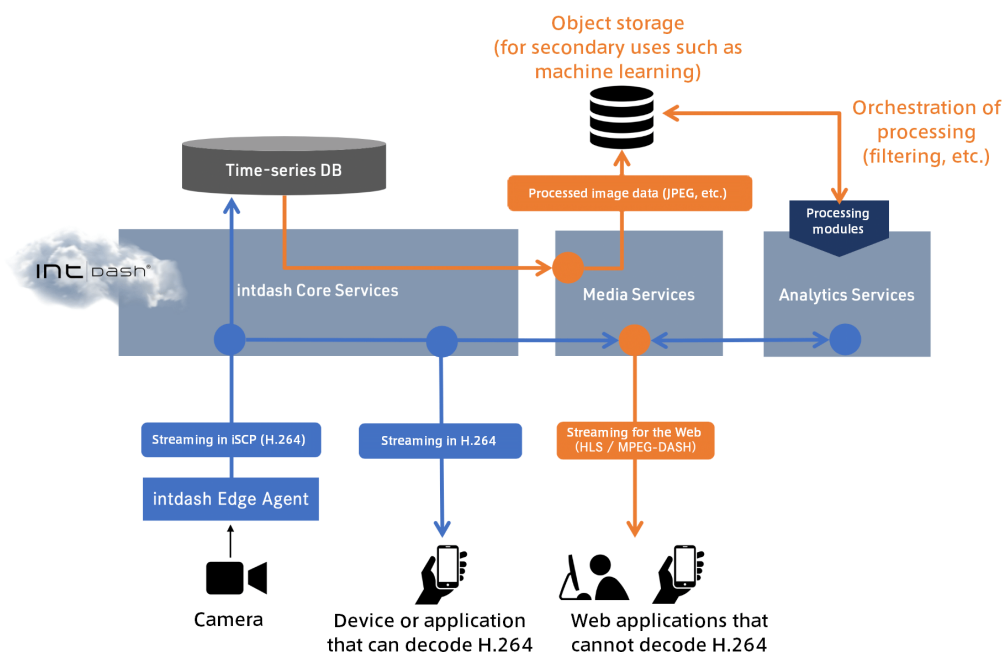 Object storage
(for secondary uses such as
machine learning)
Orchestration of
processing
(filtering, etc.)
Time-series DB
Processed image data (JPEG, etc.)
Processing
modules
intDASH®
intdash Core Services
Media Services
Analytics Services
Streaming in iSCP (H.264)
Streaming in H.264
Streaming for the Web
(HLS / MPEG-DASH)
intdash Edge Agent
Camera
Device or application
that can decode H.264
Web applications that
cannot decode H.264